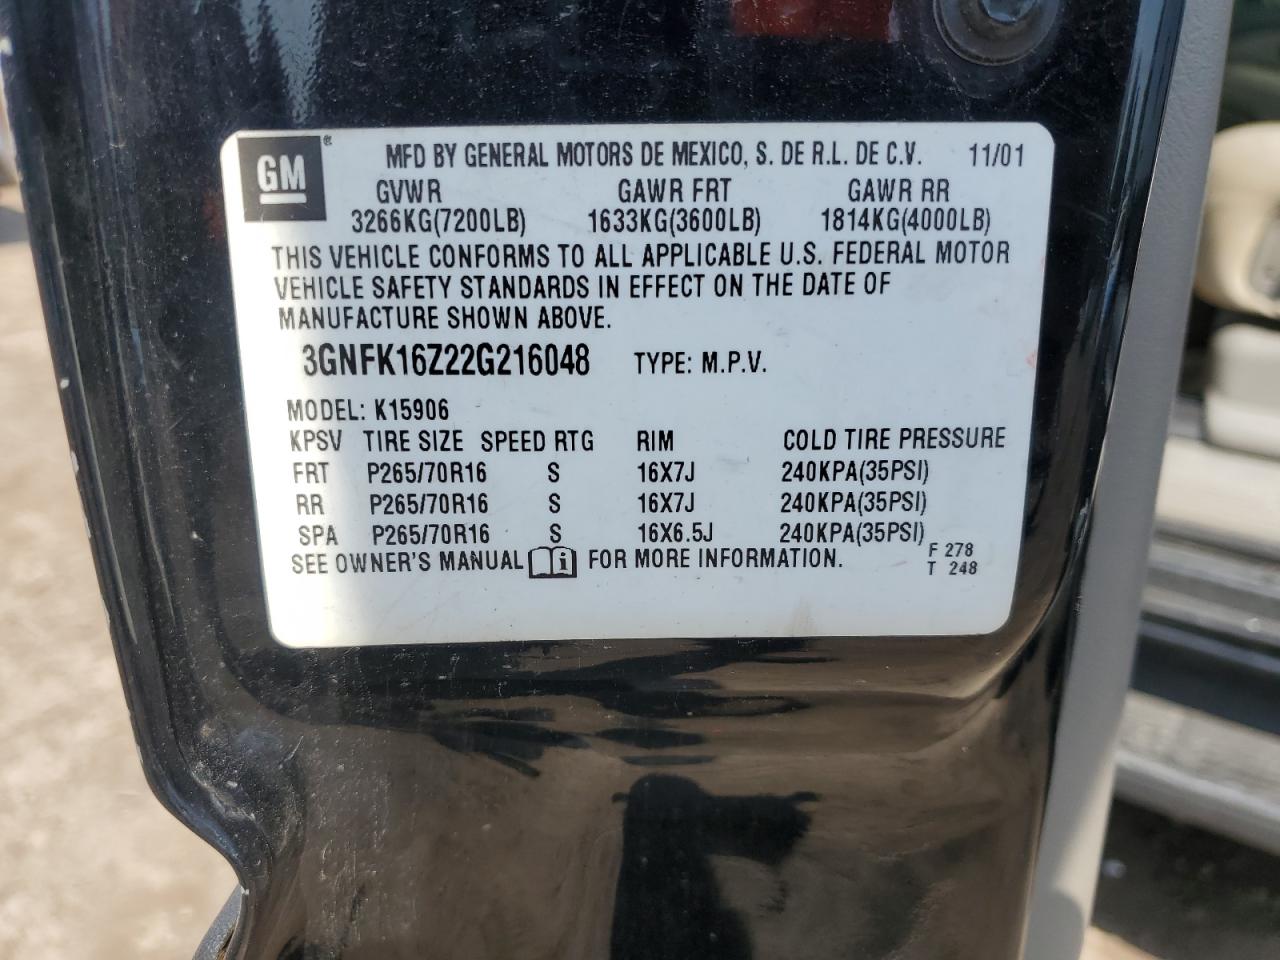 GM ® MFD BY GENERAL MOTORS DE MEXICO, S. DE R.L. DE C.V. 11/01
GVWR GAWR FRT GAWR RR
3266KG(7200LB) 1633KG(3600LB) 1814KG(4000LB)
THIS VEHICLE CONFORMS TO ALL APPLICABLE U.S. FEDERAL MOTOR
VEHICLE SAFETY STANDARDS IN EFFECT ON THE DATE OF
MANUFACTURE SHOWN ABOVE.
3GNFK16Z22G216048 TYPE: M.P.V.
MODEL: K15906
KPSV TIRE SIZE SPEED RTG RIM COLD TIRE PRESSURE
FRT P265/70R16 S 16X7J 240KPA(35PSI)
RR P265/70R16 S 16X7J 240KPA(35PSI)
SPA P265/70R16 S 16X6.5J 240KPA(35PSI)
SEE OWNER'S MANUAL i FOR MORE INFORMATION. F 278
T 248